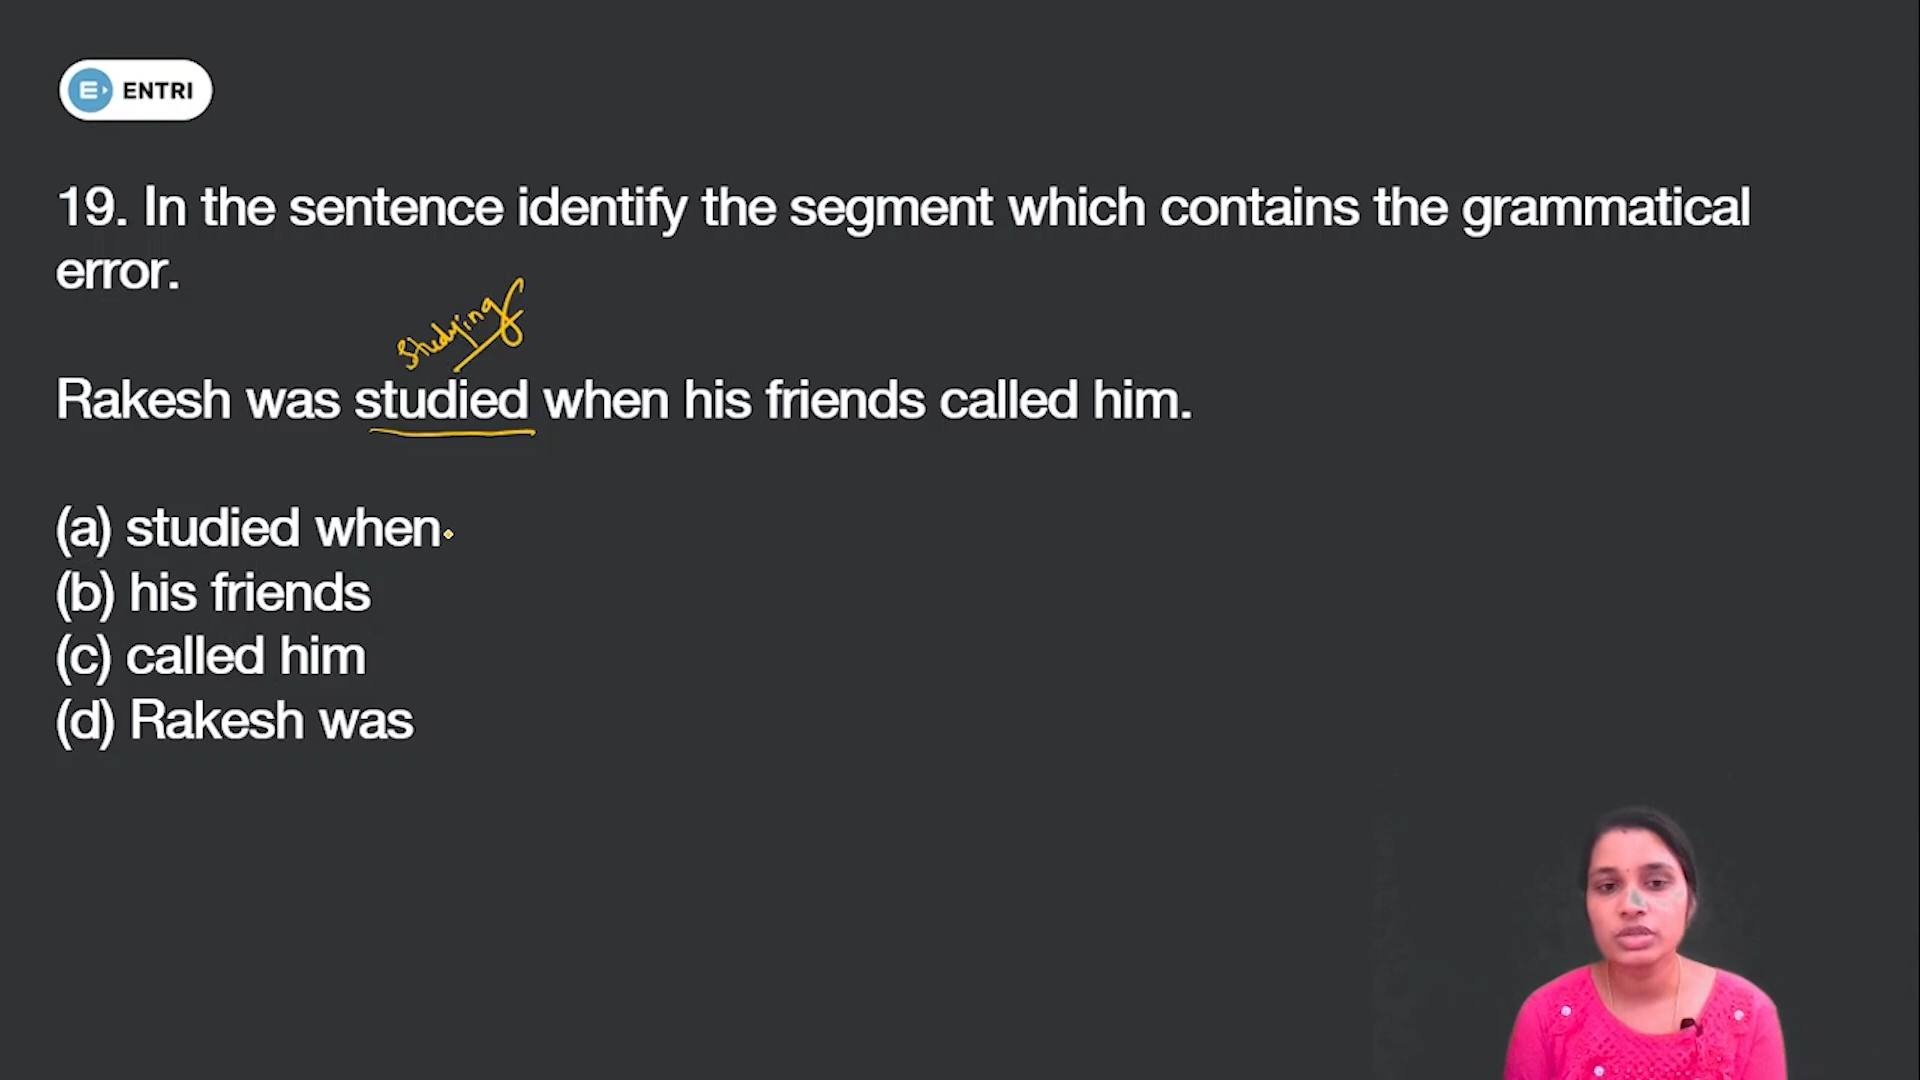 ENTRI
19. In the sentence identify the segment which contains the grammatical
error.
studying
Rakesh was studied when his friends called him.
(a) studied when
(b) his friends
(c) called him
(d) Rakesh was